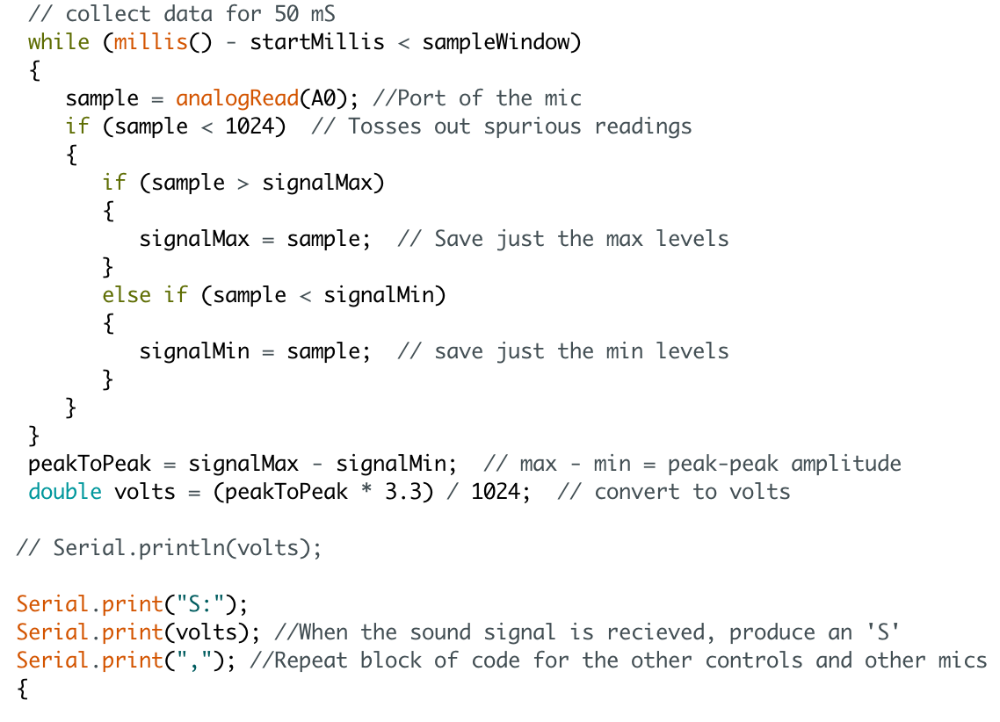 // collect data for 50 mS
while (millis() - startMillis < sampleWindow)
{
sample = analogRead(A0); //Port of the mic
if (sample < 1024)  // Tosses out spurious readings
{
if (sample > signalMax)
{
signalMax = sample;  // Save just the max levels
}
else if (sample < signalMin)
{
signalMin = sample;  // save just the min levels
}
}
}
peakToPeak = signalMax - signalMin;  // max - min = peak-peak amplitude
double volts = (peakToPeak * 3.3) / 1024;  // convert to volts
// Serial.println(volts);
Serial.print("S:");
Serial.print(volts); //When the sound signal is recieved, produce an 'S'
Serial.print(","); //Repeat block of code for the other controls and other mics
{